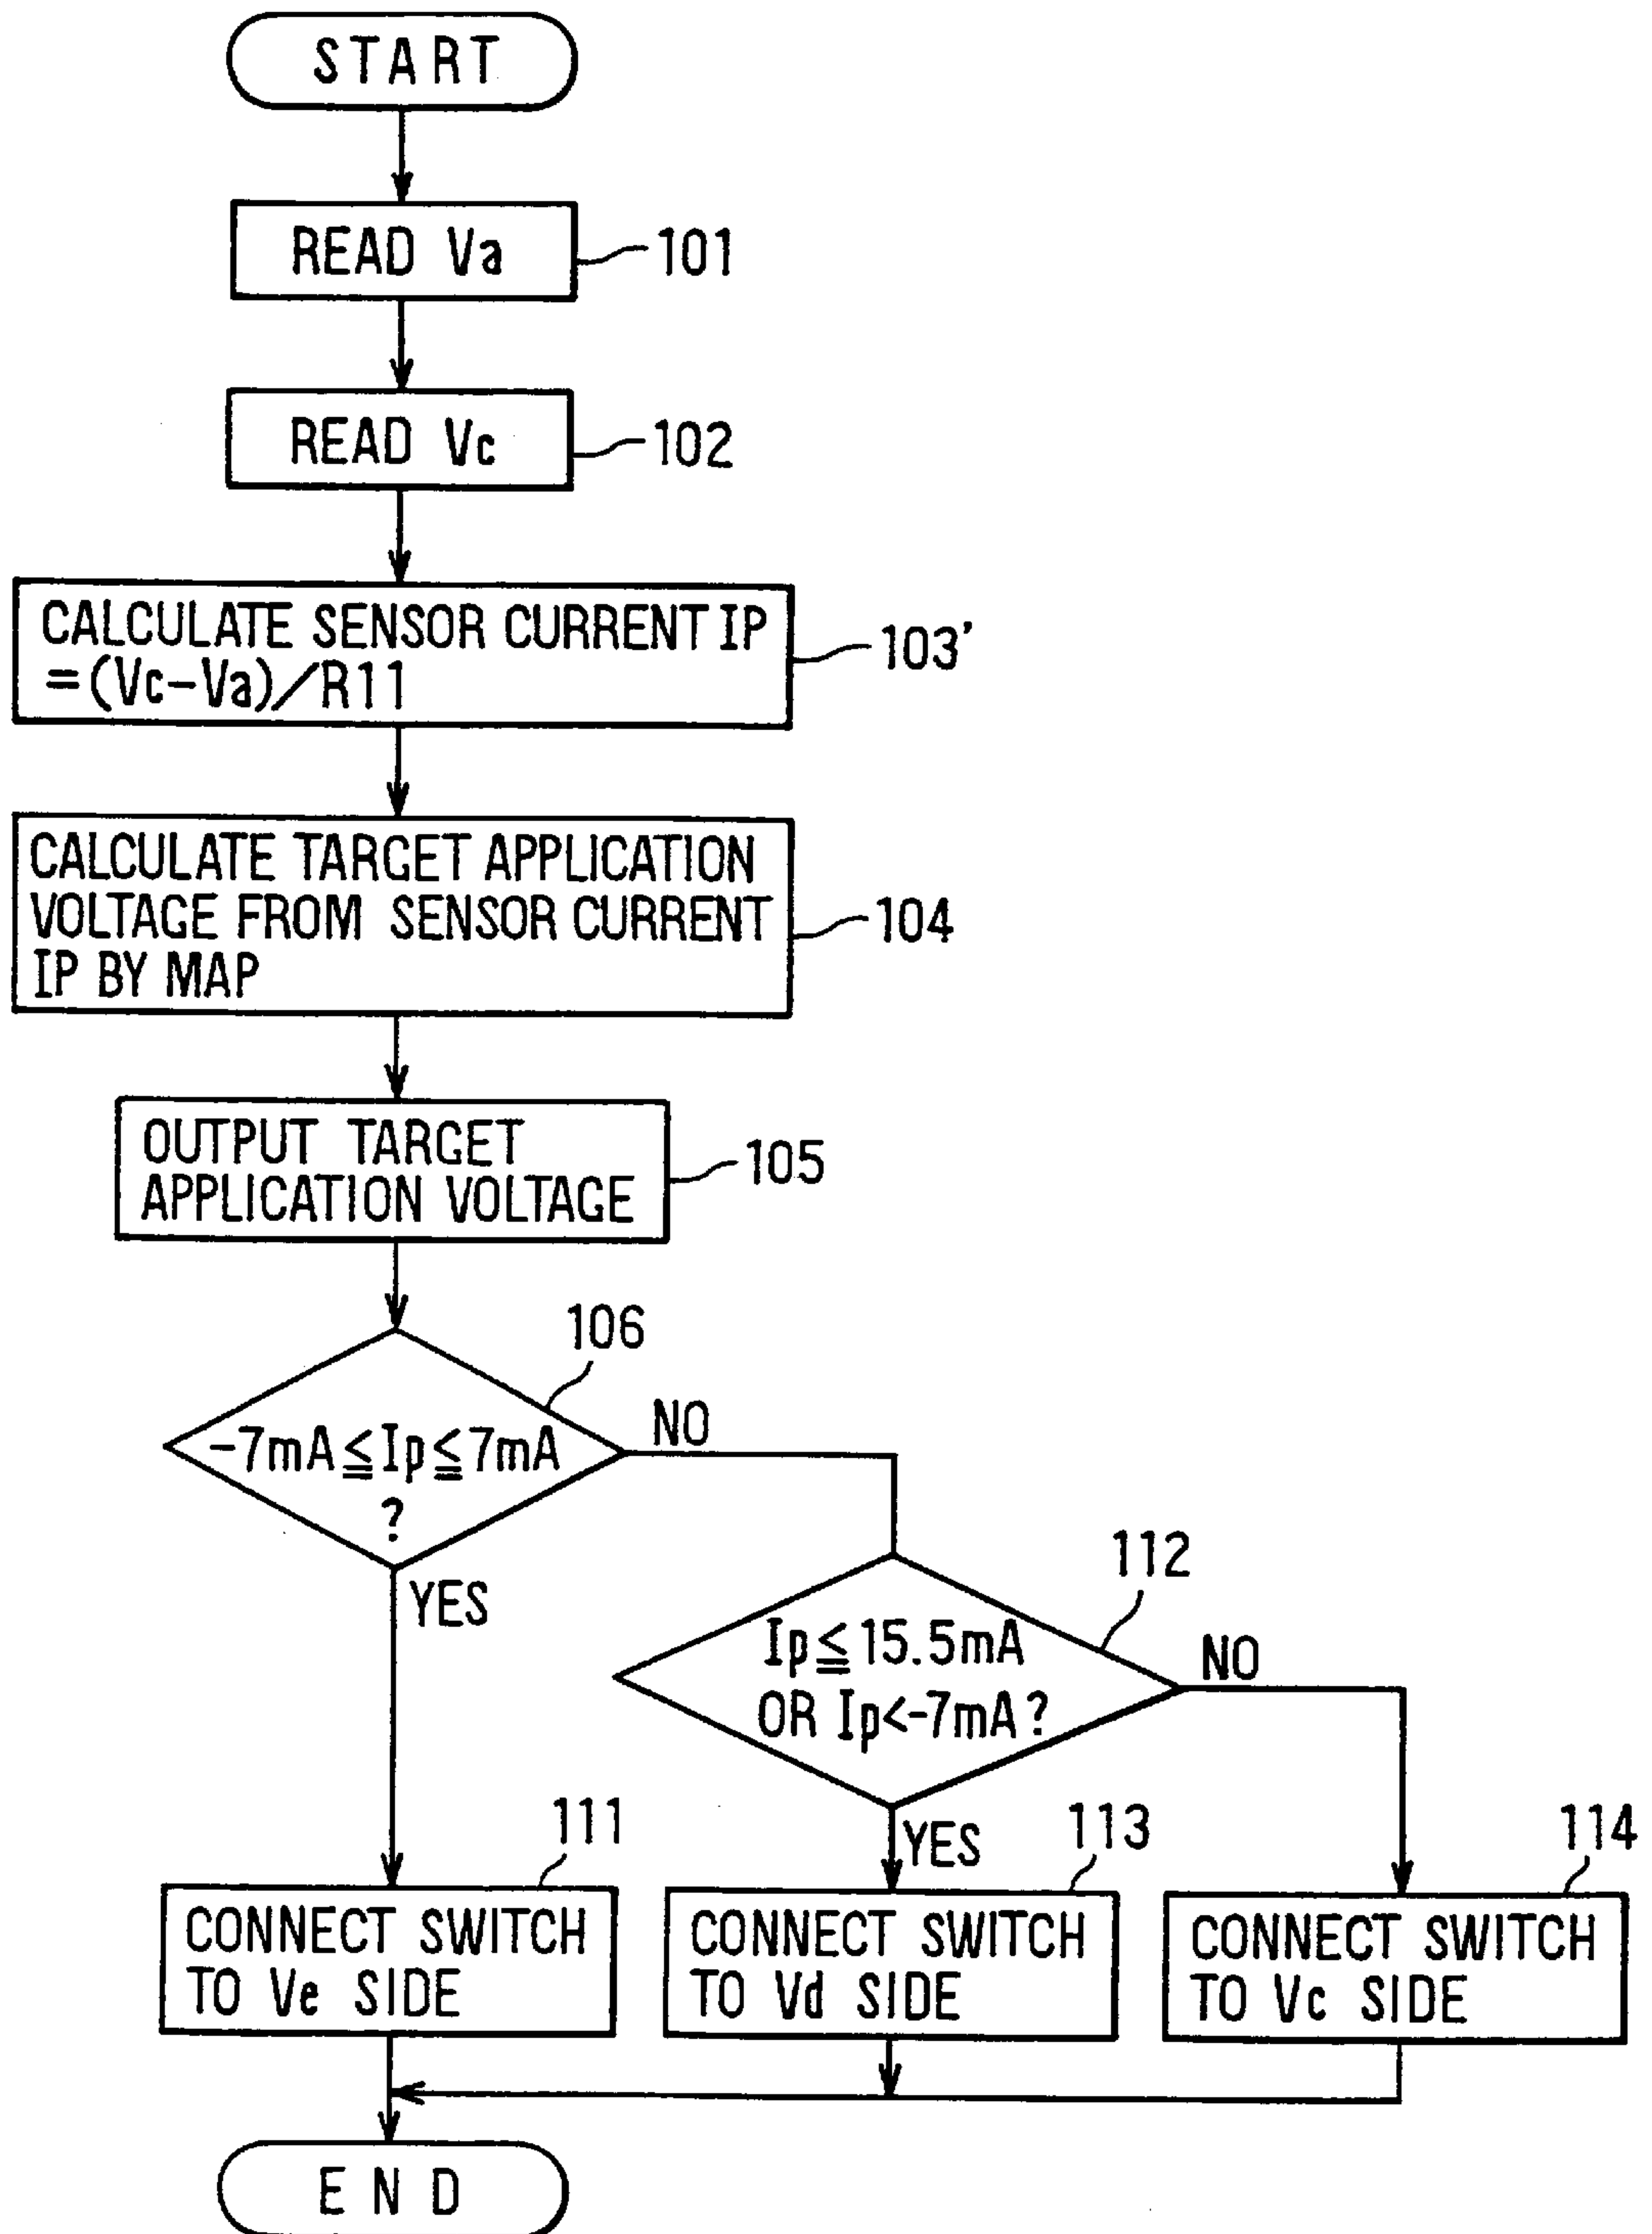 START
READ Va
101
READ Vc
102
CALCULATE SENSOR CURRENT IP
=(Vc-Va)/R11
103'
CALCULATE TARGET APPLICATION
VOLTAGE FROM SENSOR CURRENT
IP BY MAP
104
OUTPUT TARGET
APPLICATION VOLTAGE
105
106
-7mA≦Ip≦7mA
?
NO
YES
112
Ip≦15.5mA
OR Ip<-7mA?
NO
YES
111
CONNECT SWITCH
TO Ve SIDE
113
CONNECT SWITCH
TO Vd SIDE
114
CONNECT SWITCH
TO Vc SIDE
END